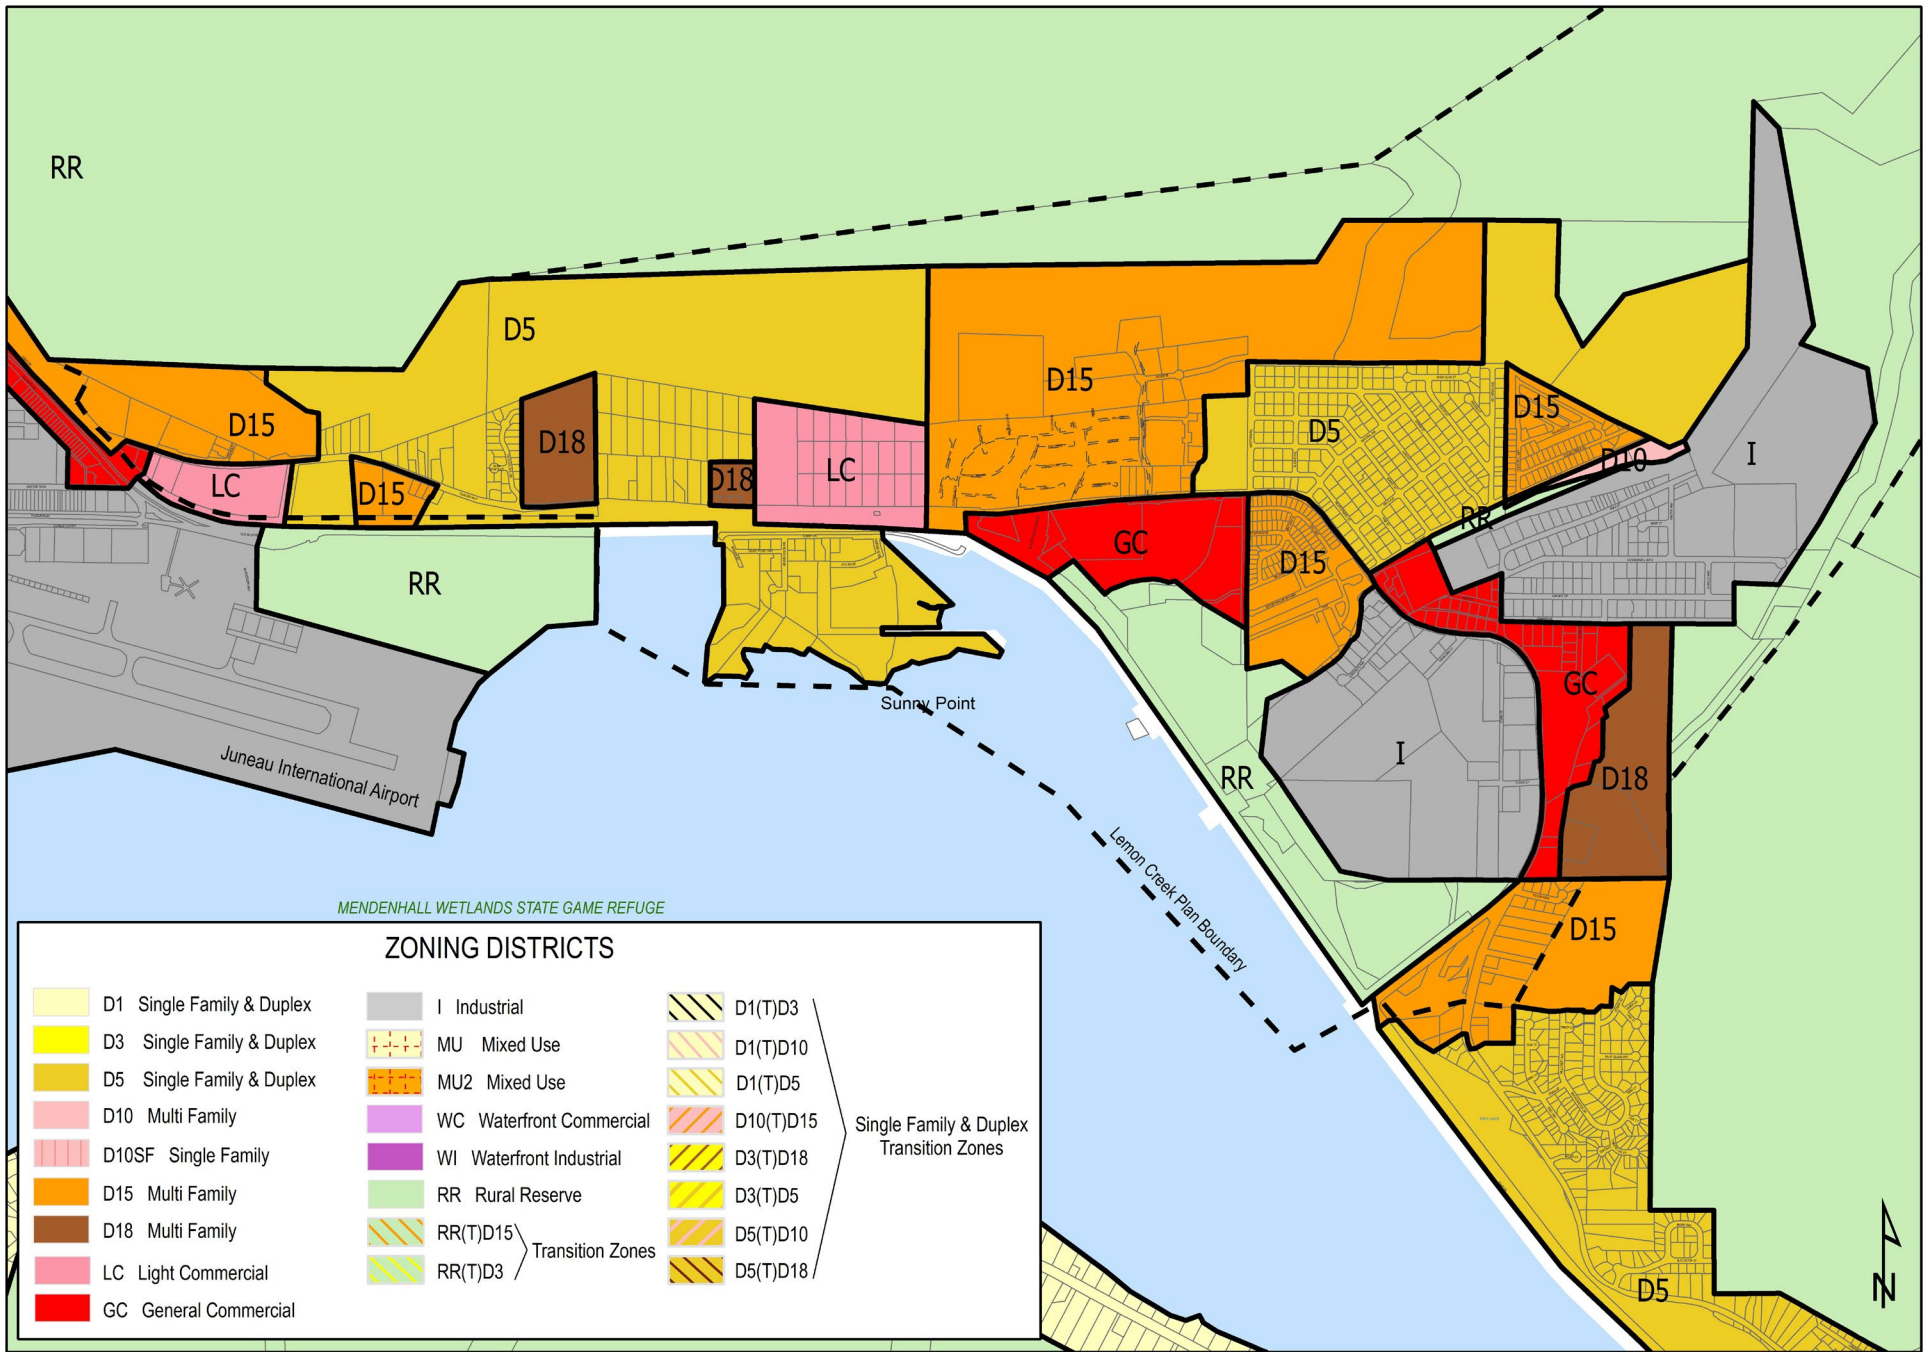 RR
D5
D15
D15
D5
D15
D18
D10
I
D15
D18
LC
LC
RR
GC
D15
RR
GC
RR
D18
I
Sunny Point
Juneau International Airport
Lemon Creek Plan Boundary
D15
D5
MENDENHALL WETLANDS STATE GAME REFUGE
ZONING DISTRICTS
D1 Single Family & Duplex
D3 Single Family & Duplex
D5 Single Family & Duplex
D10 Multi Family
D10SF Single Family
D15 Multi Family
D18 Multi Family
LC Light Commercial
GC General Commercial
I Industrial
MU Mixed Use
MU2 Mixed Use
WC Waterfront Commercial
WI Waterfront Industrial
RR Rural Reserve
RR(T)D15
RR(T)D3
Transition Zones
D1(T)D3
D1(T)D10
D1(T)D5
D10(T)D15
D3(T)D18
D3(T)D5
D5(T)D10
D5(T)D18
Single Family & Duplex
Transition Zones
N